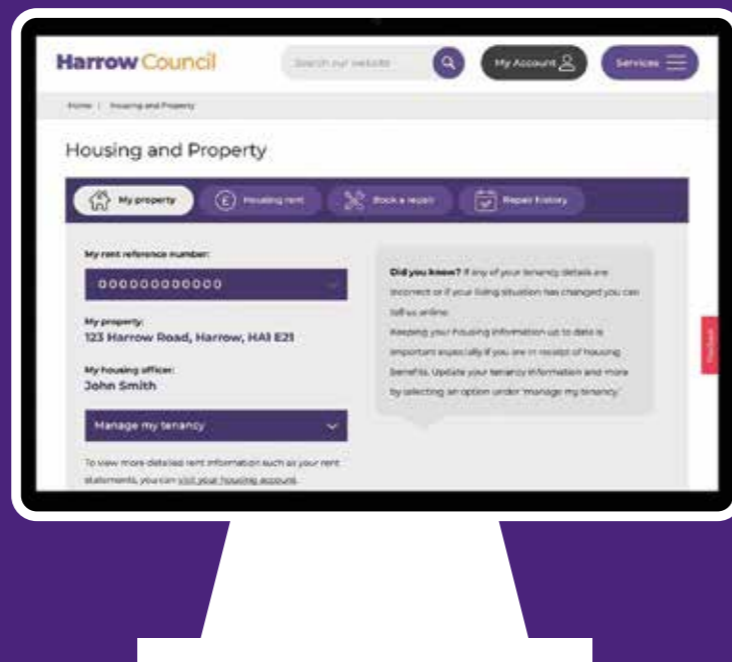 Harrow Council
Search our website
My Account
Services
Home | Housing and Property
Housing and Property
My property
Housing rent
Book a repair
Repair history
My rent reference number:
000000000000
My property:
123 Harrow Road, Harrow, HA1 E21
My housing officer:
John Smith
Manage my tenancy
To view more detailed rent information such as your rent
statements, you can visit your housing account.
Did you know? If any of your tenancy details are
incorrect or if your living situation has changed you can
tell us online.
Keeping your housing information up to date is
important especially if you are in receipt of housing
benefits. Update your tenancy information and more
by selecting an option under 'manage my tenancy.'
Feedback